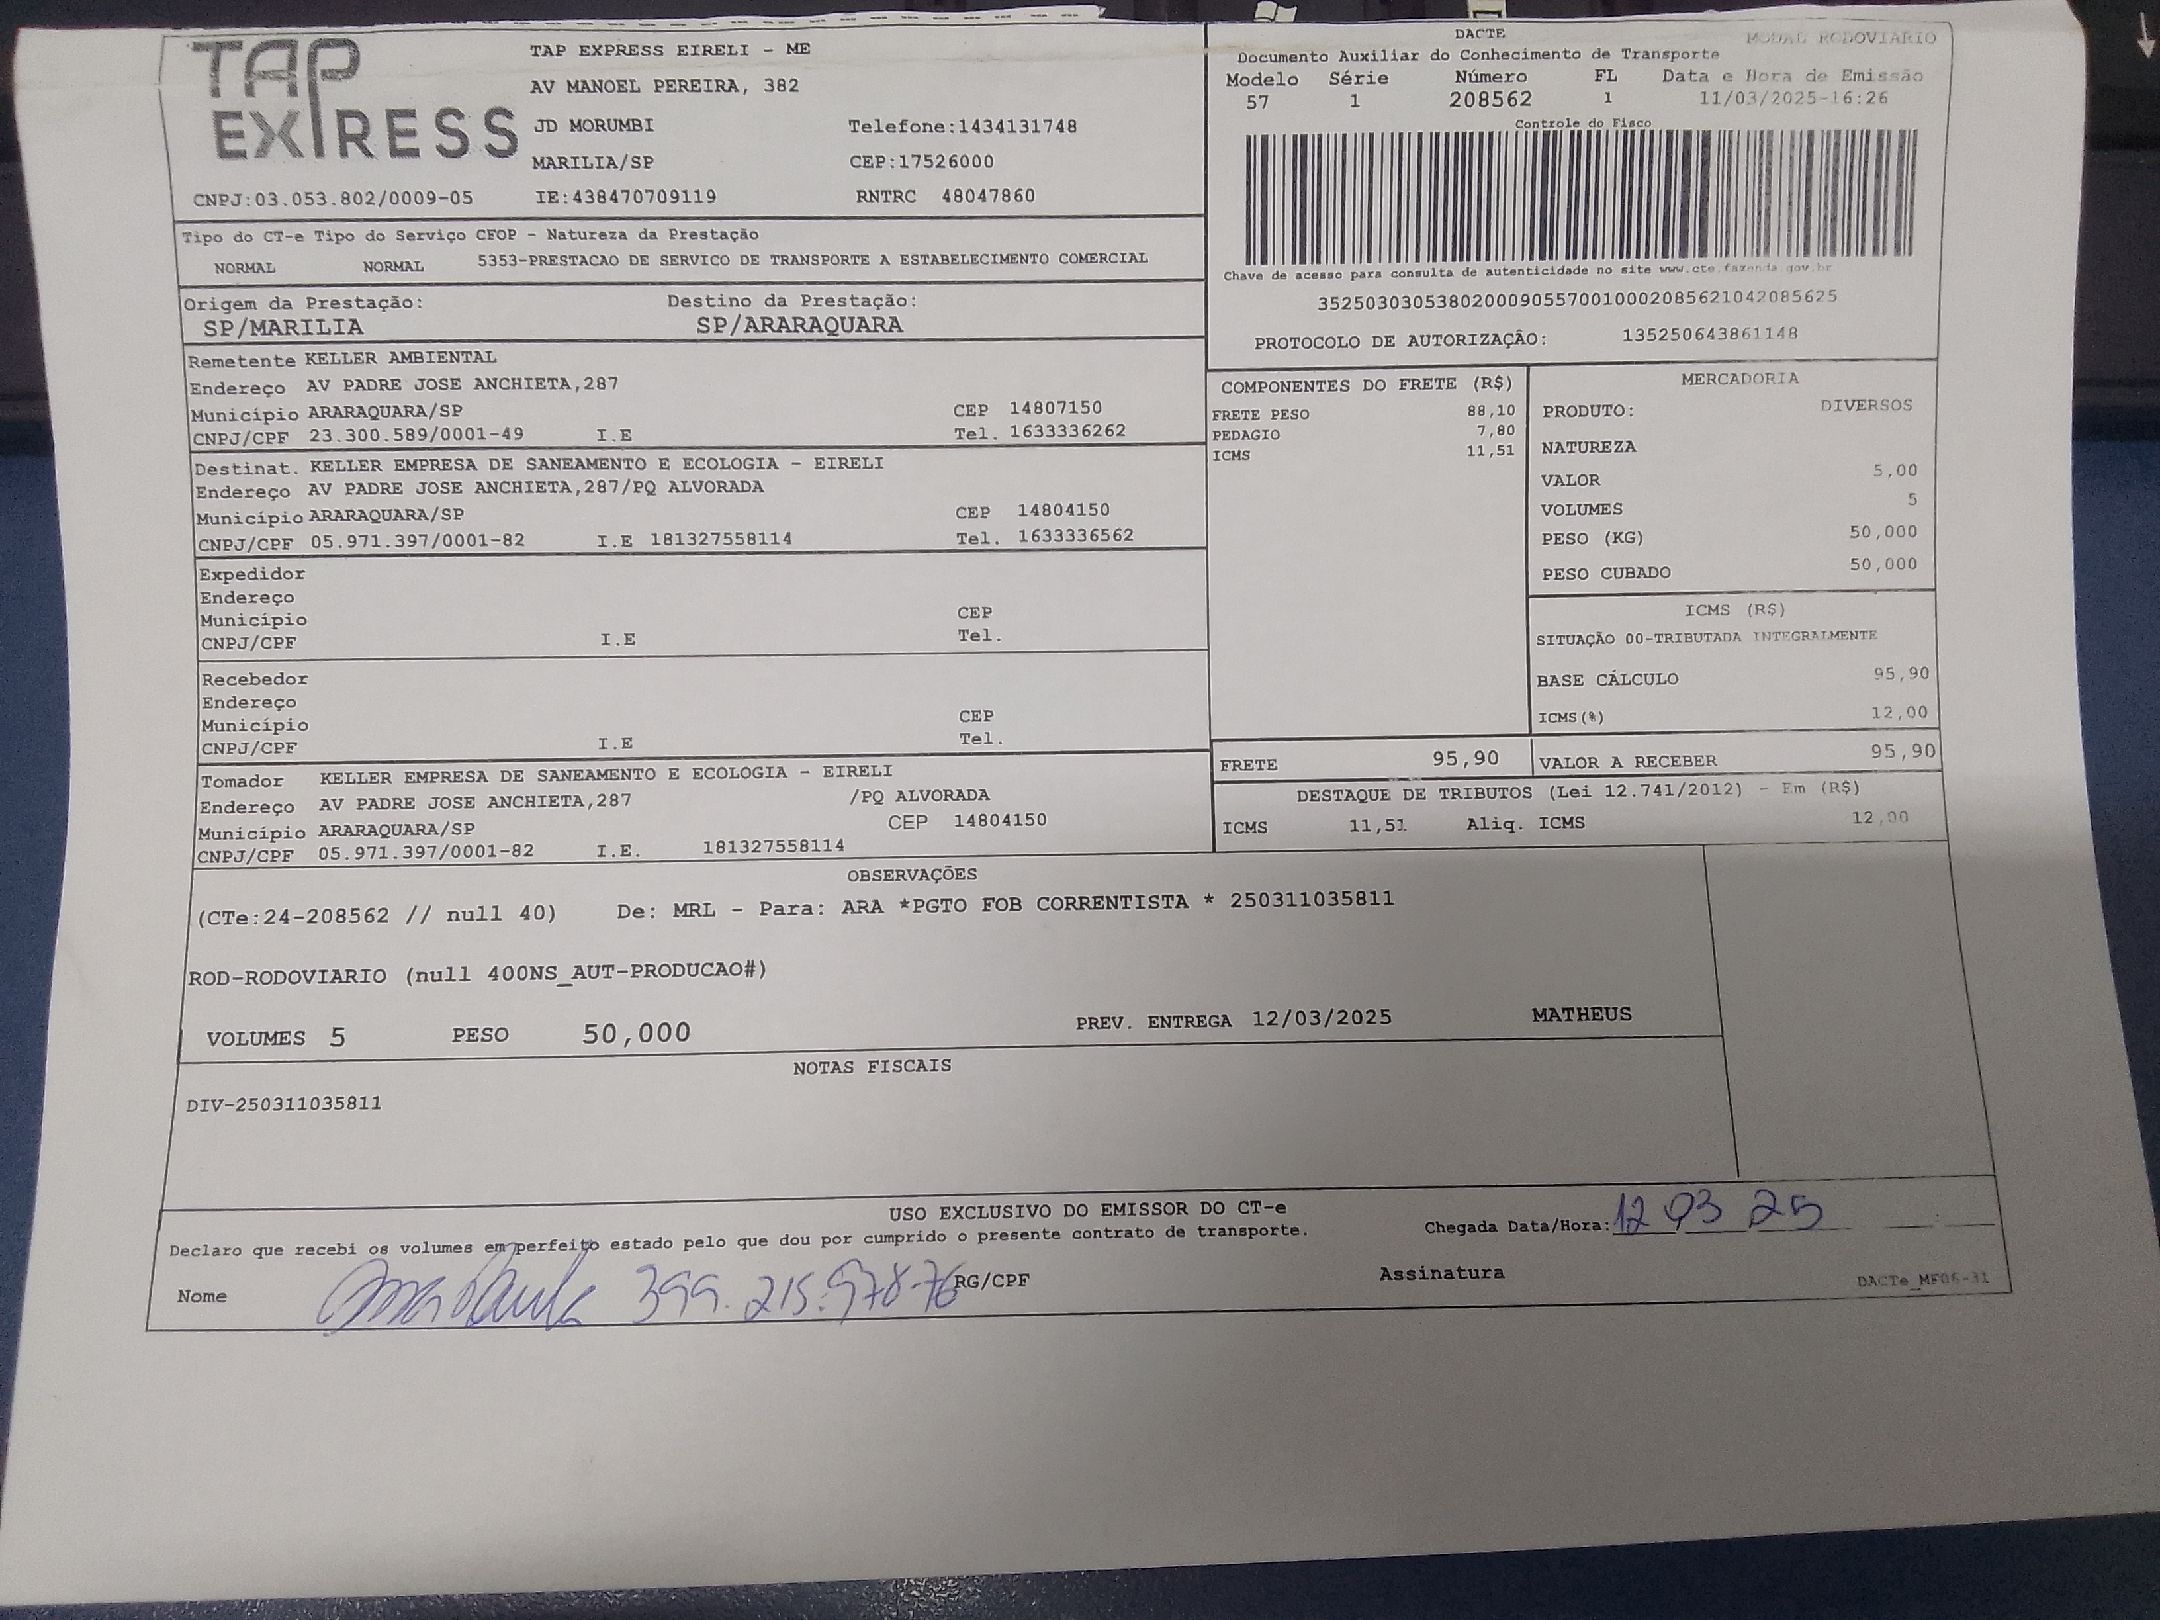 TAP EXPRESS
TAP EXPRESS EIRELI - ME
AV MANOEL PEREIRA, 382
JD MORUMBI Telefone:1434131748
MARILIA/SP CEP:17526000
CNPJ:03.053.802/0009-05 IE:438470709119 RNTRC 48047860
DACTE MODAL RODOVIARIO
Documento Auxiliar do Conhecimento de Transporte
Modelo Série Número FL Data e Hora de Emissão
57 1 208562 1 11/03/2025-16:26
Controle do Fisco
Chave de acesso para consulta de autenticidade no site www.cte.fazenda.gov.br
35250303053802000905570010002085621042085625
PROTOCOLO DE AUTORIZAÇÃO: 135250643861148
Tipo do CT-e Tipo do Serviço CFOP - Natureza da Prestação
NORMAL NORMAL 5353-PRESTACAO DE SERVICO DE TRANSPORTE A ESTABELECIMENTO COMERCIAL
Origem da Prestação: Destino da Prestação:
SP/MARILIA SP/ARARAQUARA
Remetente KELLER AMBIENTAL
Endereço AV PADRE JOSE ANCHIETA,287
Município ARARAQUARA/SP CEP 14807150
CNPJ/CPF 23.300.589/0001-49 I.E Tel. 1633336262
Destinat. KELLER EMPRESA DE SANEAMENTO E ECOLOGIA - EIRELI
Endereço AV PADRE JOSE ANCHIETA,287/PQ ALVORADA
Município ARARAQUARA/SP CEP 14804150
CNPJ/CPF 05.971.397/0001-82 I.E 181327558114 Tel. 1633336562
Expedidor
Endereço
Município CEP
CNPJ/CPF I.E Tel.
Recebedor
Endereço
Município CEP
CNPJ/CPF I.E Tel.
Tomador KELLER EMPRESA DE SANEAMENTO E ECOLOGIA - EIRELI
Endereço AV PADRE JOSE ANCHIETA,287 /PQ ALVORADA
Município ARARAQUARA/SP CEP 14804150
CNPJ/CPF 05.971.397/0001-82 I.E. 181327558114
COMPONENTES DO FRETE (R$)
FRETE PESO 88,10
PEDAGIO 7,80
ICMS 11,51
MERCADORIA
PRODUTO: DIVERSOS
NATUREZA
VALOR 5,00
VOLUMES 5
PESO (KG) 50,000
PESO CUBADO 50,000
ICMS (R$)
SITUAÇÃO 00-TRIBUTADA INTEGRALMENTE
BASE CÁLCULO 95,90
ICMS(%) 12,00
FRETE 95,90 VALOR A RECEBER 95,90
DESTAQUE DE TRIBUTOS (Lei 12.741/2012) - Em (R$)
ICMS 11,51 Aliq. ICMS 12,00
OBSERVAÇÕES
(CTe:24-208562 // null 40) De: MRL - Para: ARA *PGTO FOB CORRENTISTA * 250311035811
ROD-RODOVIARIO (null 400NS_AUT-PRODUCAO#)
VOLUMES 5 PESO 50,000 PREV. ENTREGA 12/03/2025 MATHEUS
NOTAS FISCAIS
DIV-250311035811
USO EXCLUSIVO DO EMISSOR DO CT-e
Declaro que recebi os volumes em perfeito estado pelo que dou por cumprido o presente contrato de transporte.
Chegada Data/Hora: 12 03 25
Nome Ana Paula 399.215.978-76 RG/CPF Assinatura DACTe_MF06-31